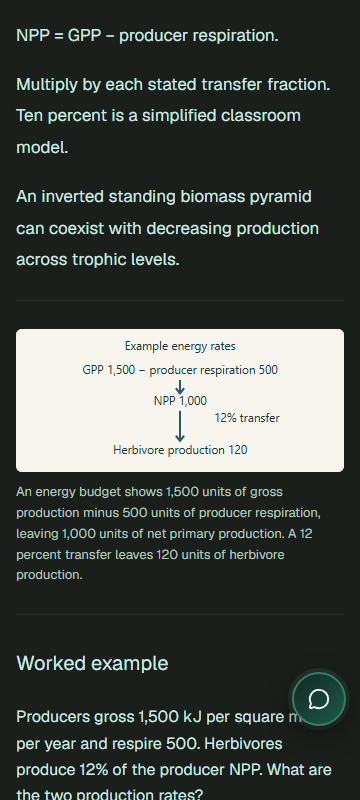 NPP = GPP – producer respiration.
Multiply by each stated transfer fraction.
Ten percent is a simplified classroom
model.
An inverted standing biomass pyramid
can coexist with decreasing production
across trophic levels.
Example energy rates
GPP 1,500 – producer respiration 500
NPP 1,000
12% transfer
Herbivore production 120
An energy budget shows 1,500 units of gross
production minus 500 units of producer respiration,
leaving 1,000 units of net primary production. A 12
percent transfer leaves 120 units of herbivore
production.
Worked example
Producers gross 1,500 kJ per square
per year and respire 500. Herbivores
produce 12% of the producer NPP. What are
the two production rates?